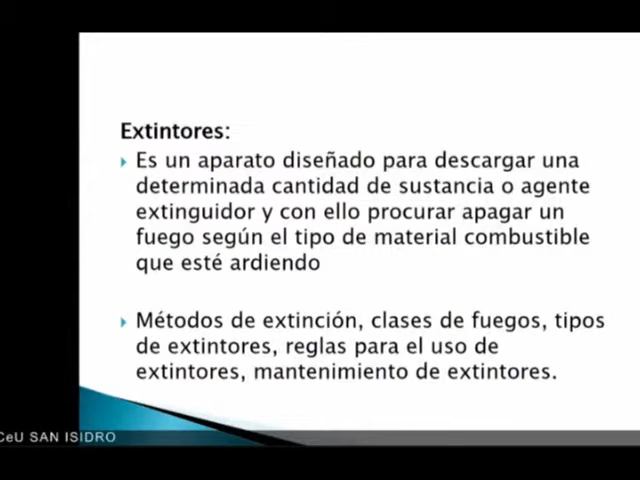 Extintores:
Es un aparato diseñado para descargar una
determinada cantidad de sustancia o agente
extinguidor y con ello procurar apagar un
fuego según el tipo de material combustible
que esté ardiendo
Métodos de extinción, clases de fuegos, tipos
de extintores, reglas para el uso de
extintores, mantenimiento de extintores.
CeU SAN ISIDRO